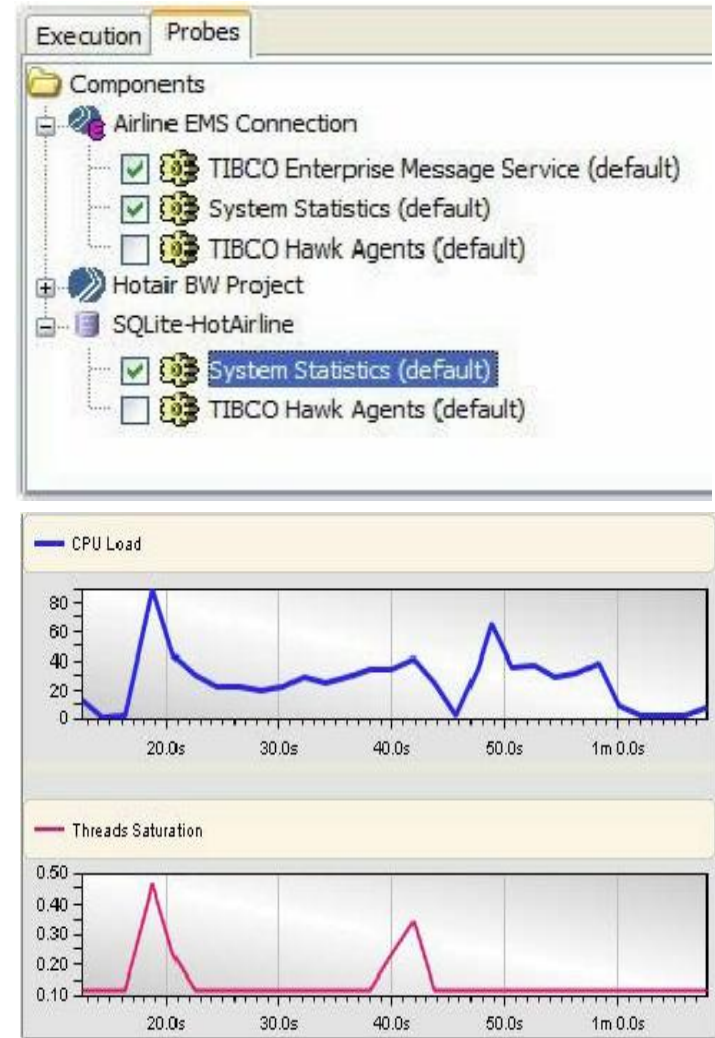 Execution Probes
Components
Airline EMS Connection
TIBCO Enterprise Message Service (default)
System Statistics (default)
TIBCO Hawk Agents (default)
Hotair BW Project
SQLite-HotAirline
System Statistics (default)
TIBCO Hawk Agents (default)
CPU Load
80
60
40
20
0
20.0s 30.0s 40.0s 50.0s 1m 0.0s
Threads Saturation
0.50
0.40
0.30
0.20
0.10
20.0s 30.0s 40.0s 50.0s 1m 0.0s